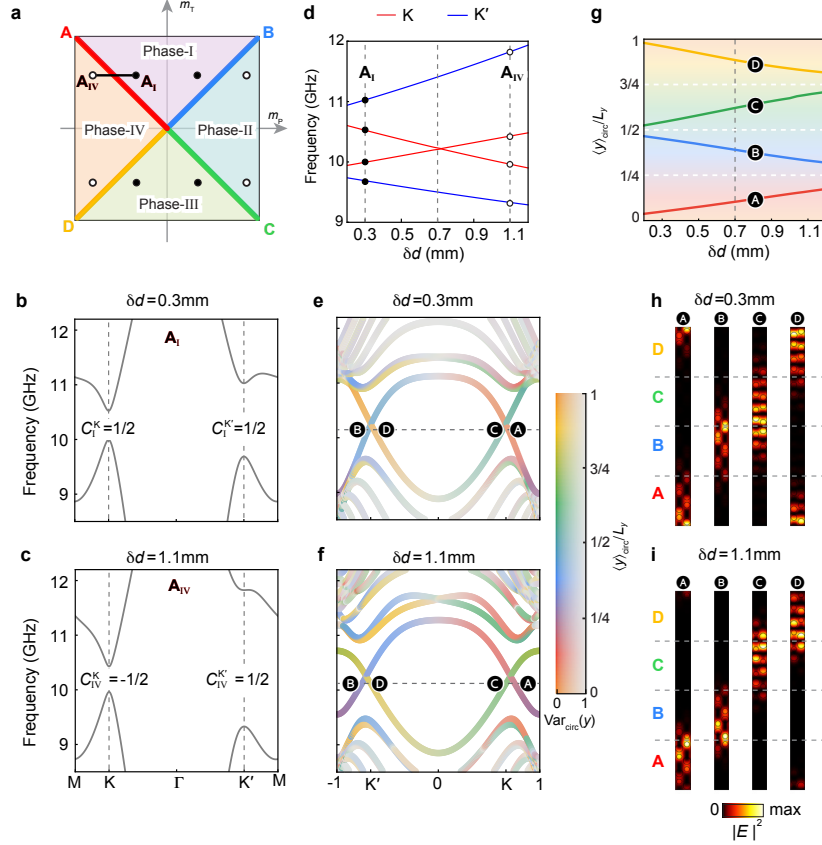 a
m_T
A
B
Phase-I
A_IV
A_I
m_P
Phase-IV
Phase-II
Phase-III
D
C
d
K
K′
Frequency (GHz)
12
11
10
9
A_I
A_IV
0.3
0.5
0.7
0.9
1.1
δd (mm)
g
⟨y⟩_circ/L_y
1
3/4
1/2
1/4
0
D
C
B
A
0.3
0.5
0.7
0.9
1.1
δd (mm)
b
δd=0.3mm
Frequency (GHz)
12
11
10
9
A_I
C_I^K=1/2
C_I^K′=1/2
e
δd=0.3mm
B
D
C
A
h
δd=0.3mm
A
B
C
D
D
C
B
A
c
δd=1.1mm
Frequency (GHz)
12
11
10
9
A_IV
C_IV^K=-1/2
C_IV^K′=1/2
M
K
Γ
K′
M
f
δd=1.1mm
B
D
C
A
-1
K′
0
K
1
1
3/4
1/2
1/4
0
⟨y⟩_circ/L_y
0
1
Var_circ(y)
i
δd=1.1mm
A
B
C
D
D
C
B
A
0
max
|E|²